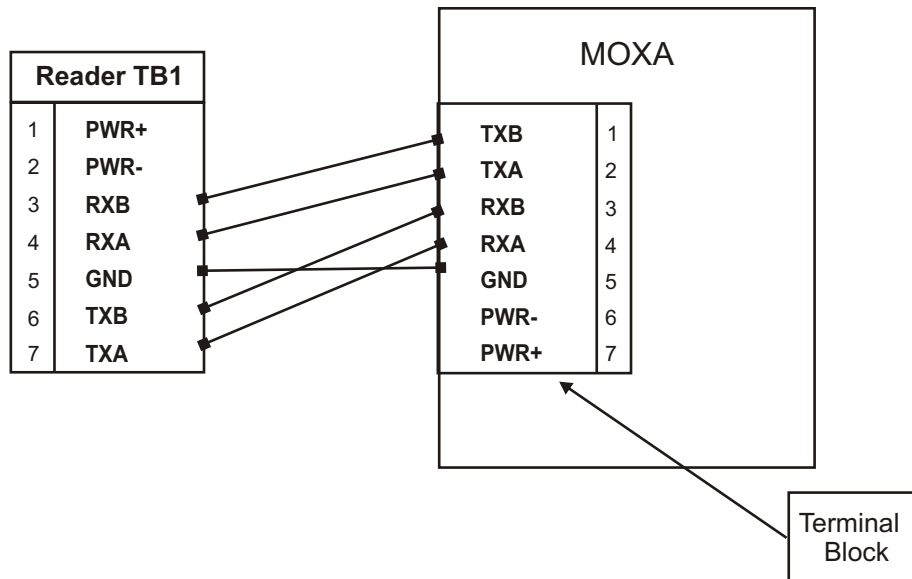 Reader TB1
1 PWR+
2 PWR-
3 RXB
4 RXA
5 GND
6 TXB
7 TXA
MOXA
TXB 1
TXA 2
RXB 3
RXA 4
GND 5
PWR- 6
PWR+ 7
Terminal
Block